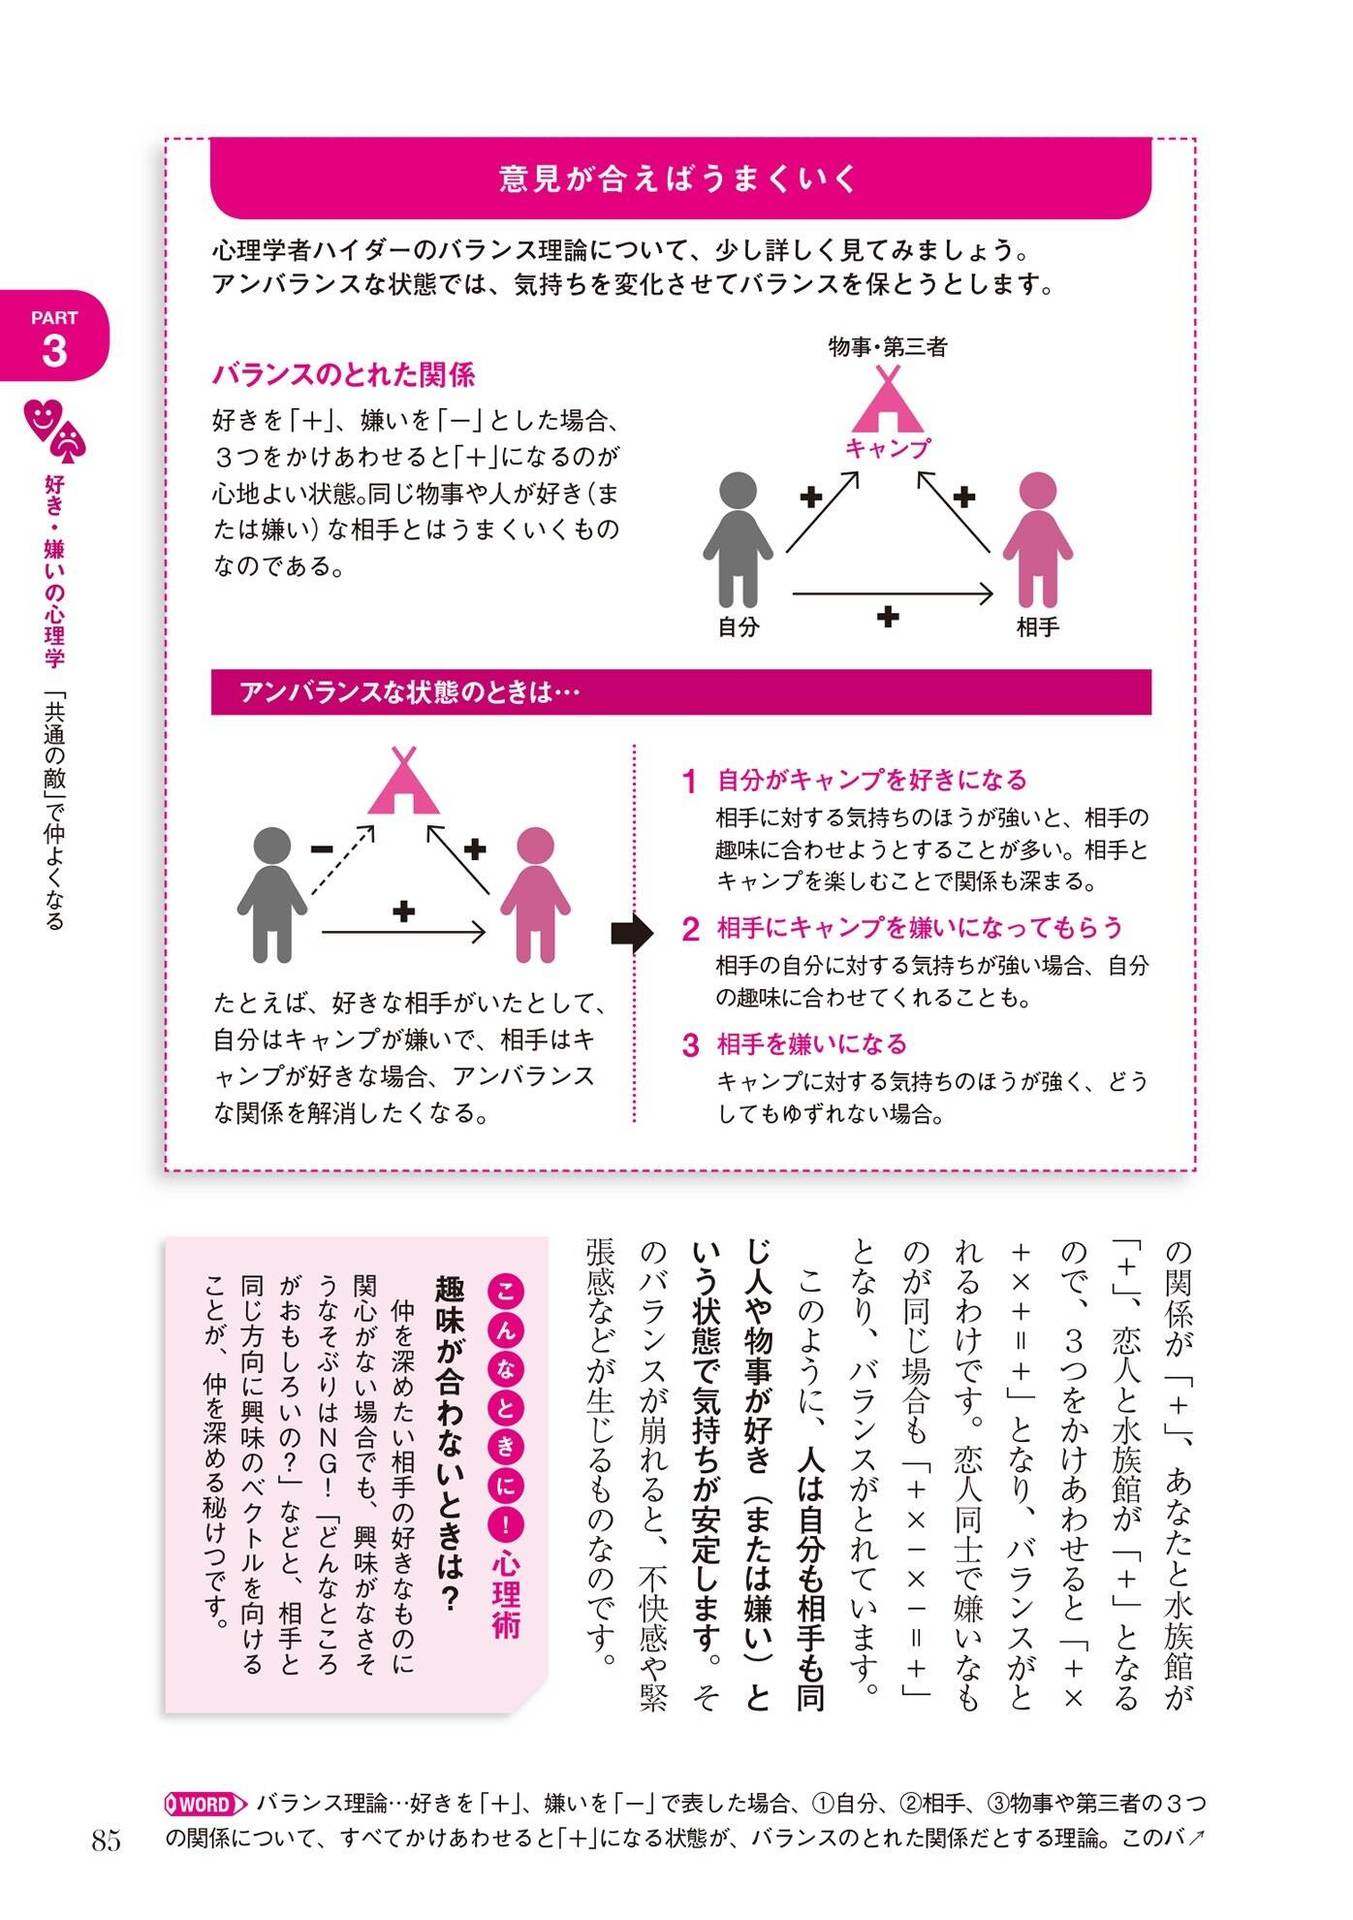 意見が合えばうまくいく
心理学者ハイダーのバランス理論について、少し詳しく見てみましょう。
アンバランスな状態では、気持ちを変化させてバランスを保とうとします。
バランスのとれた関係
好きを「＋」、嫌いを「－」とした場合、
３つをかけあわせると「＋」になるのが
心地よい状態。同じ物事や人が好き（ま
たは嫌い）な相手とはうまくいくもの
なのである。
物事・第三者
キャンプ
＋
＋
＋
自分
相手
アンバランスな状態のときは…
－
＋
＋
たとえば、好きな相手がいたとして、
自分はキャンプが嫌いで、相手はキ
ャンプが好きな場合、アンバランス
な関係を解消したくなる。
1 自分がキャンプを好きになる
相手に対する気持ちのほうが強いと、相手の
趣味に合わせようとすることが多い。相手と
キャンプを楽しむことで関係も深まる。
2 相手にキャンプを嫌いになってもらう
相手の自分に対する気持ちが強い場合、自分
の趣味に合わせてくれることも。
3 相手を嫌いになる
キャンプに対する気持ちのほうが強く、どう
してもゆずれない場合。
PART
3
好き・嫌いの心理学 「共通の敵」で仲よくなる
の関係が「＋」、あなたと水族館が
「＋」、恋人と水族館が「＋」となる
ので、３つをかけあわせると「＋×
＋×＋＝＋」となり、バランスがと
れるわけです。恋人同士で嫌いなも
のが同じ場合も「＋×－×－＝＋」
となり、バランスがとれています。
このように、人は自分も相手も同
じ人や物事が好き（または嫌い）と
いう状態で気持ちが安定します。そ
のバランスが崩れると、不快感や緊
張感などが生じるものなのです。
こんなときに！心理術
趣味が合わないときは？
仲を深めたい相手の好きなものに
関心がない場合でも、興味がなさそ
うなそぶりはNG！「どんなところ
がおもしろいの？」などと、相手と
同じ方向に興味のベクトルを向ける
ことが、仲を深める秘けつです。
WORD バランス理論…好きを「＋」、嫌いを「－」で表した場合、①自分、②相手、③物事や第三者の３つ
の関係について、すべてかけあわせると「＋」になる状態が、バランスのとれた関係だとする理論。このバ↗
85